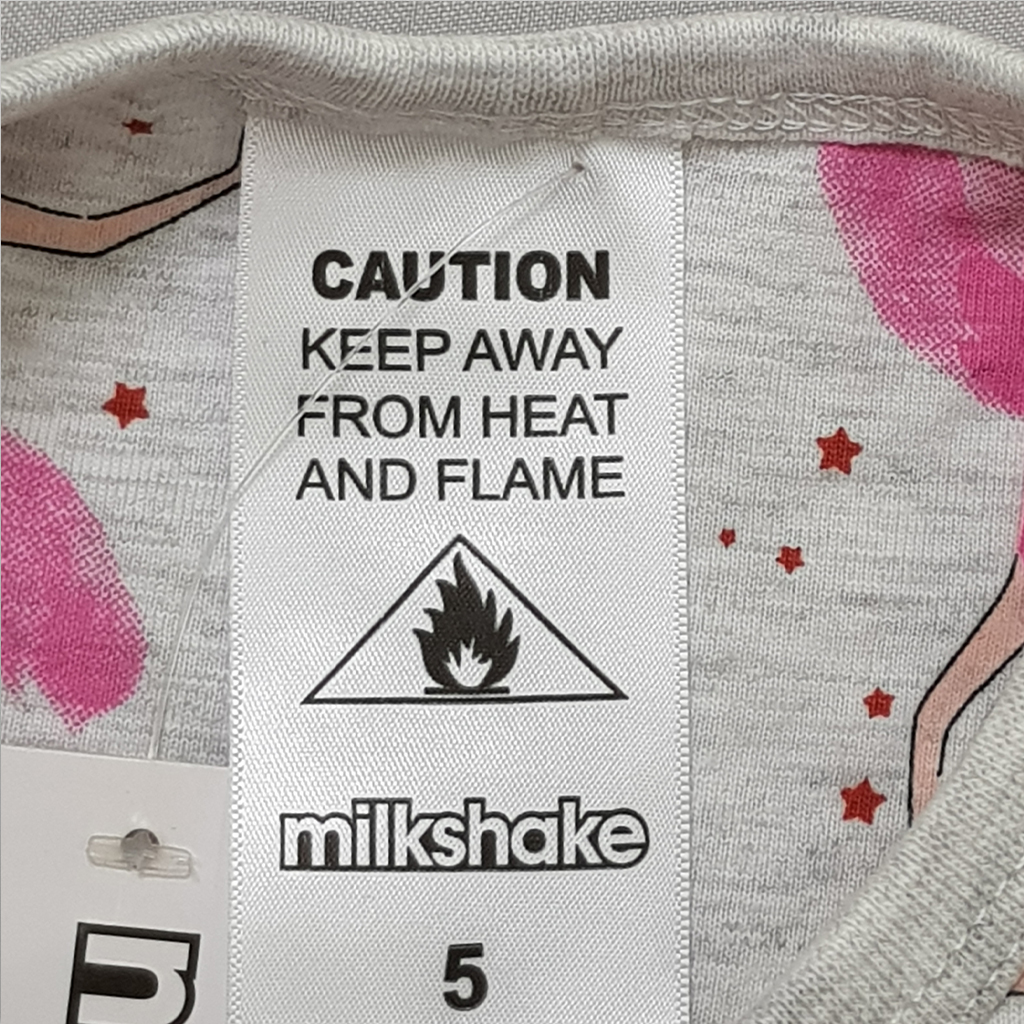 CAUTION
KEEP AWAY
FROM HEAT
AND FLAME
milkshake
5